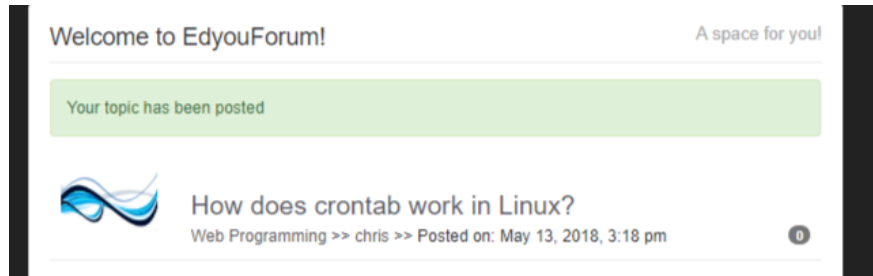 Welcome to EdyouForum!
A space for you!
Your topic has been posted
How does crontab work in Linux?
Web Programming >> chris >> Posted on: May 13, 2018, 3:18 pm
0